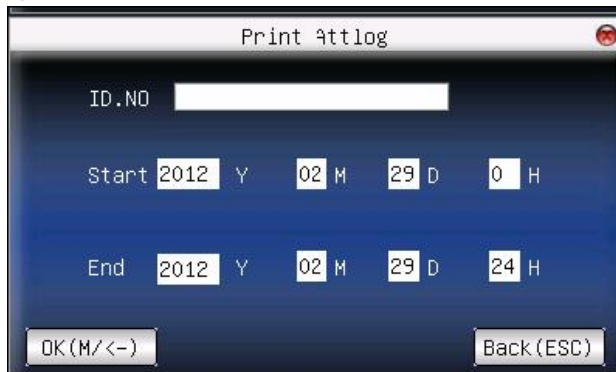 Print Attlog
ID.NO
Start 2012 Y 02 M 29 D 0 H
End 2012 Y 02 M 29 D 24 H
OK(M/<-) Back(ESC)